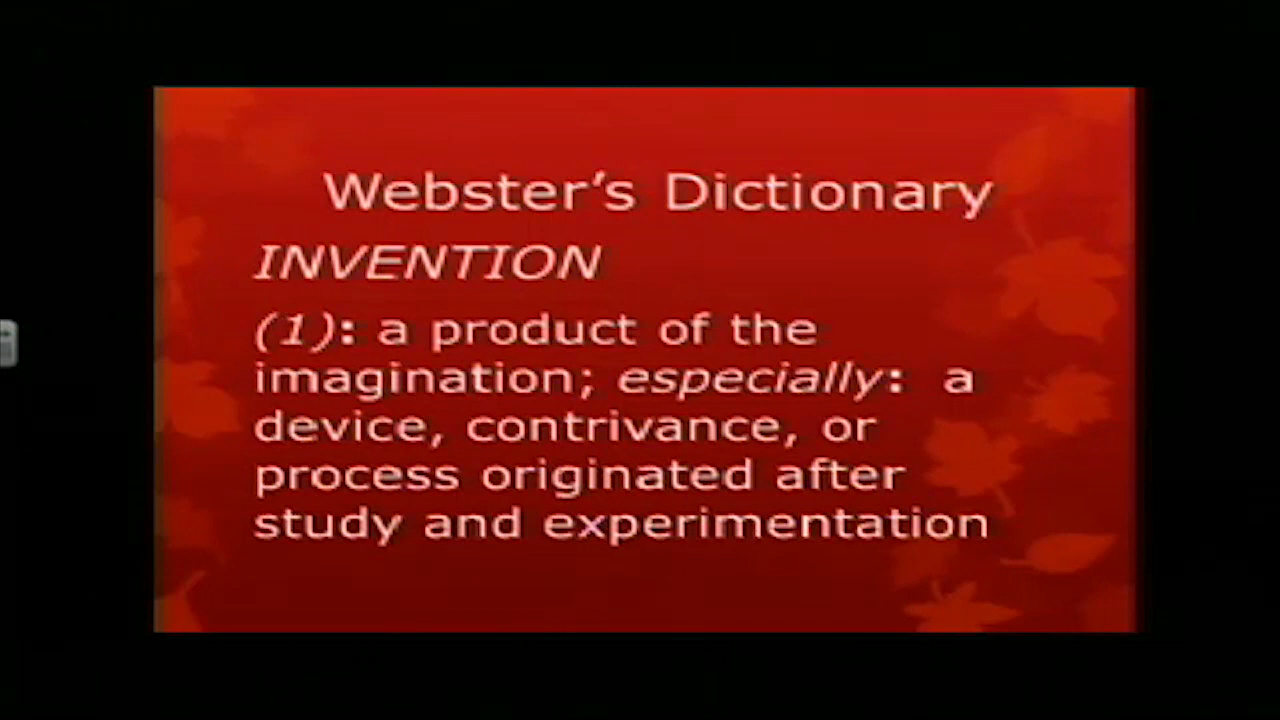 Webster’s Dictionary
INVENTION
(1): a product of the
imagination; especially: a
device, contrivance, or
process originated after
study and experimentation